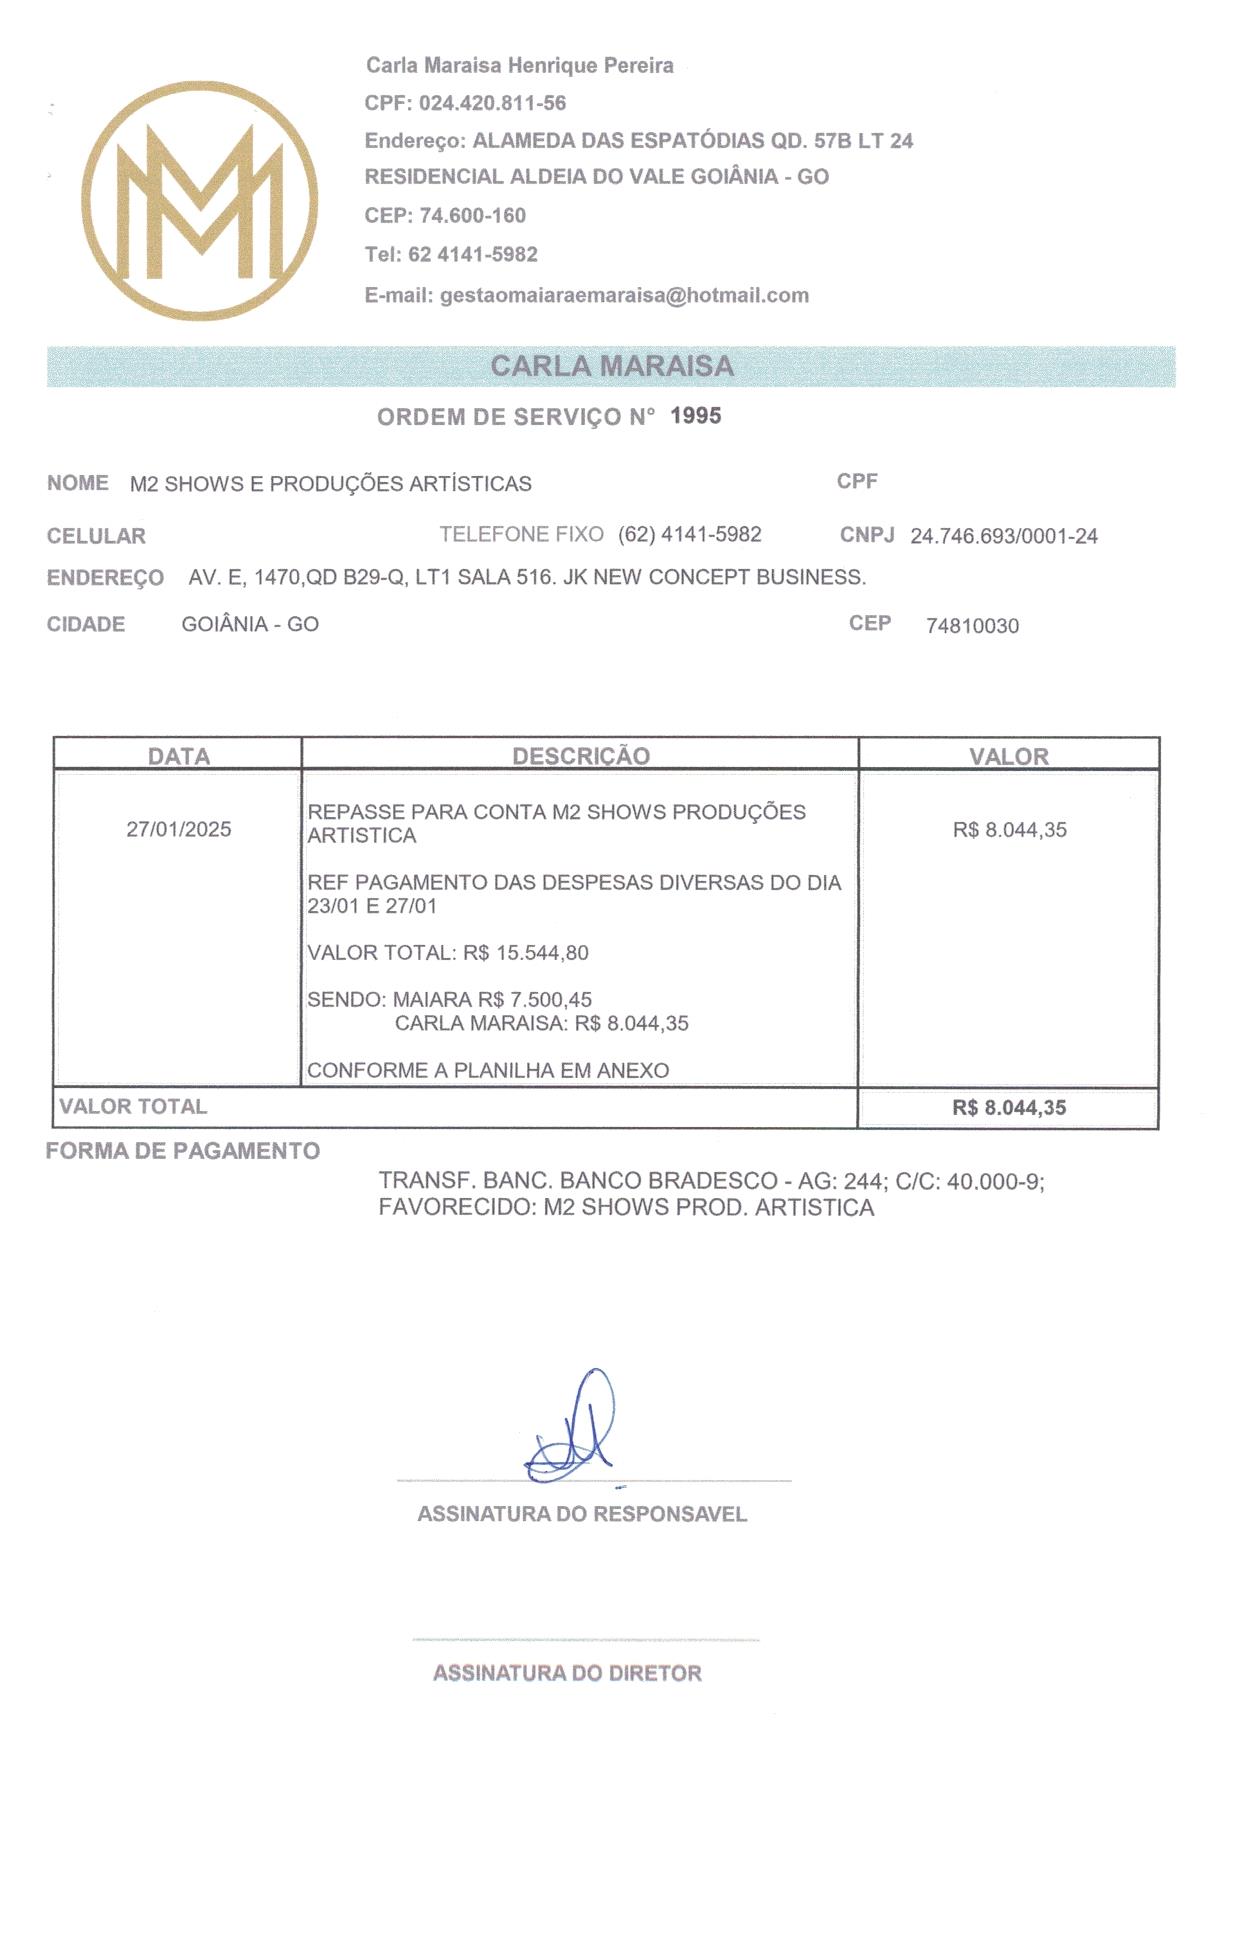 Carla Maraisa Henrique Pereira
CPF: 024.420.811-56
Endereço: ALAMEDA DAS ESPATÓDIAS QD. 57B LT 24
RESIDENCIAL ALDEIA DO VALE GOIÂNIA - GO
CEP: 74.600-160
Tel: 62 4141-5982
E-mail: gestaomaiaraemaraisa@hotmail.com
CARLA MARAISA
ORDEM DE SERVIÇO N° 1995
NOME M2 SHOWS E PRODUÇÕES ARTÍSTICAS CPF
CELULAR TELEFONE FIXO (62) 4141-5982 CNPJ 24.746.693/0001-24
ENDEREÇO AV. E, 1470,QD B29-Q, LT1 SALA 516. JK NEW CONCEPT BUSINESS.
CIDADE GOIÂNIA - GO CEP 74810030
DATA DESCRIÇÃO VALOR
REPASSE PARA CONTA M2 SHOWS PRODUÇÕES
27/01/2025 ARTISTICA R$ 8.044,35
REF PAGAMENTO DAS DESPESAS DIVERSAS DO DIA
23/01 E 27/01
VALOR TOTAL: R$ 15.544,80
SENDO: MAIARA R$ 7.500,45
CARLA MARAISA: R$ 8.044,35
CONFORME A PLANILHA EM ANEXO
VALOR TOTAL R$ 8.044,35
FORMA DE PAGAMENTO
TRANSF. BANC. BANCO BRADESCO - AG: 244; C/C: 40.000-9;
FAVORECIDO: M2 SHOWS PROD. ARTISTICA
ASSINATURA DO RESPONSAVEL
ASSINATURA DO DIRETOR